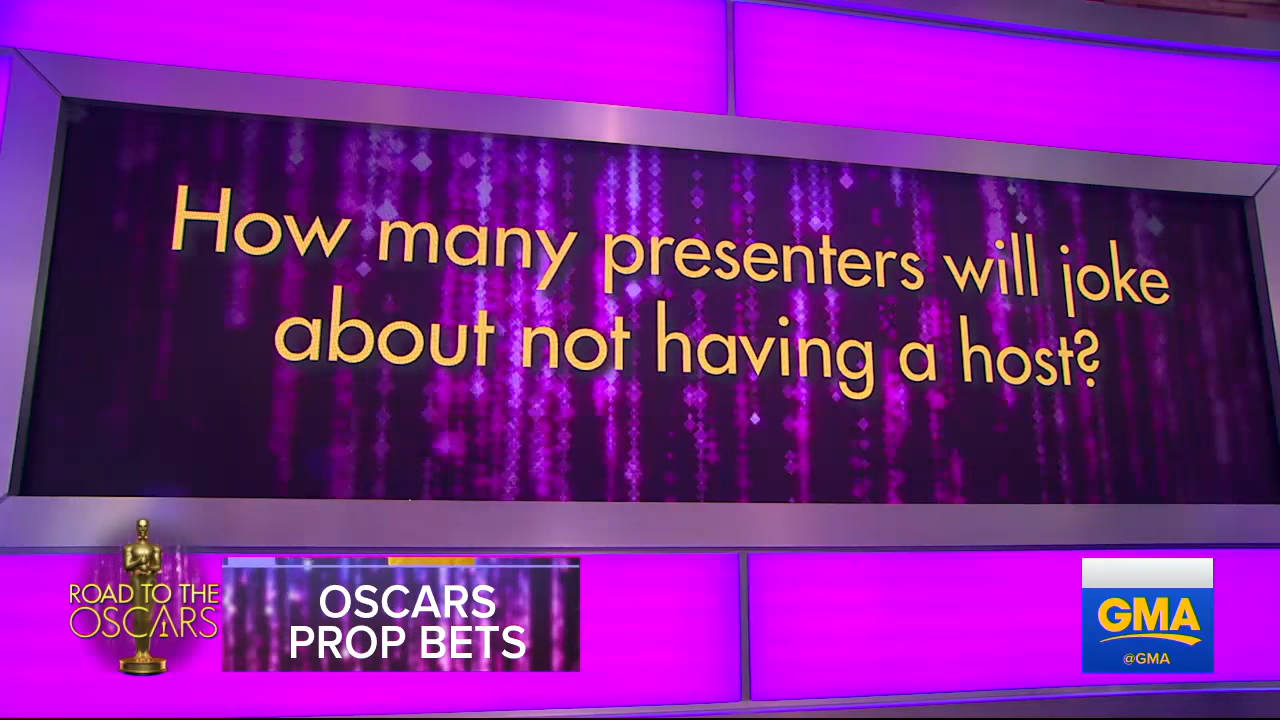 How many presenters will joke
about not having a host?
ROAD TO THE
OSCARS
OSCARS
PROP BETS
GMA
@GMA